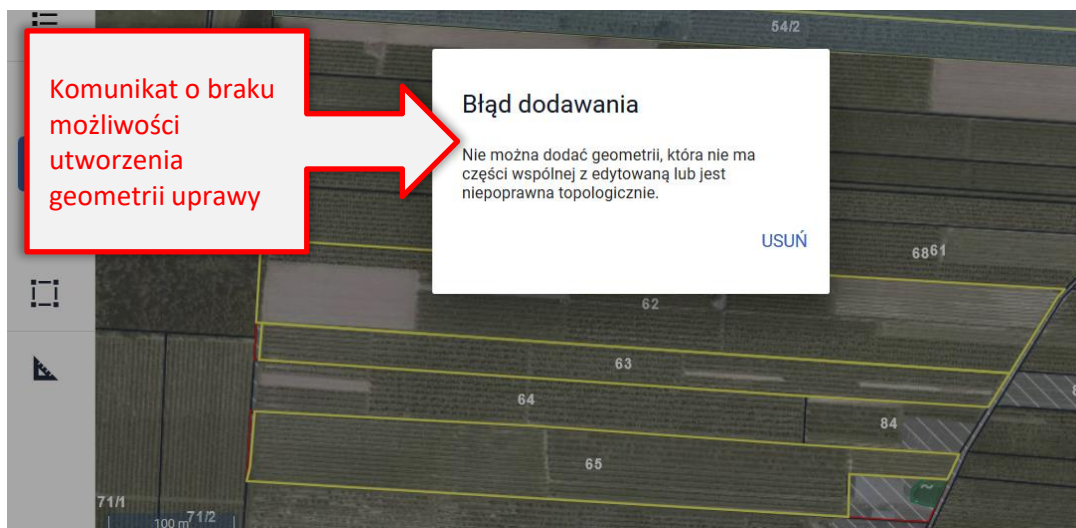 54/2
Komunikat o braku
możliwości
utworzenia
geometrii uprawy
Błąd dodawania
Nie można dodać geometrii, która nie ma
części wspólnej z edytowaną lub jest
niepoprawna topologicznie.
USUŃ
6861
62
63
64
84
65
71/1
100 m
71/2